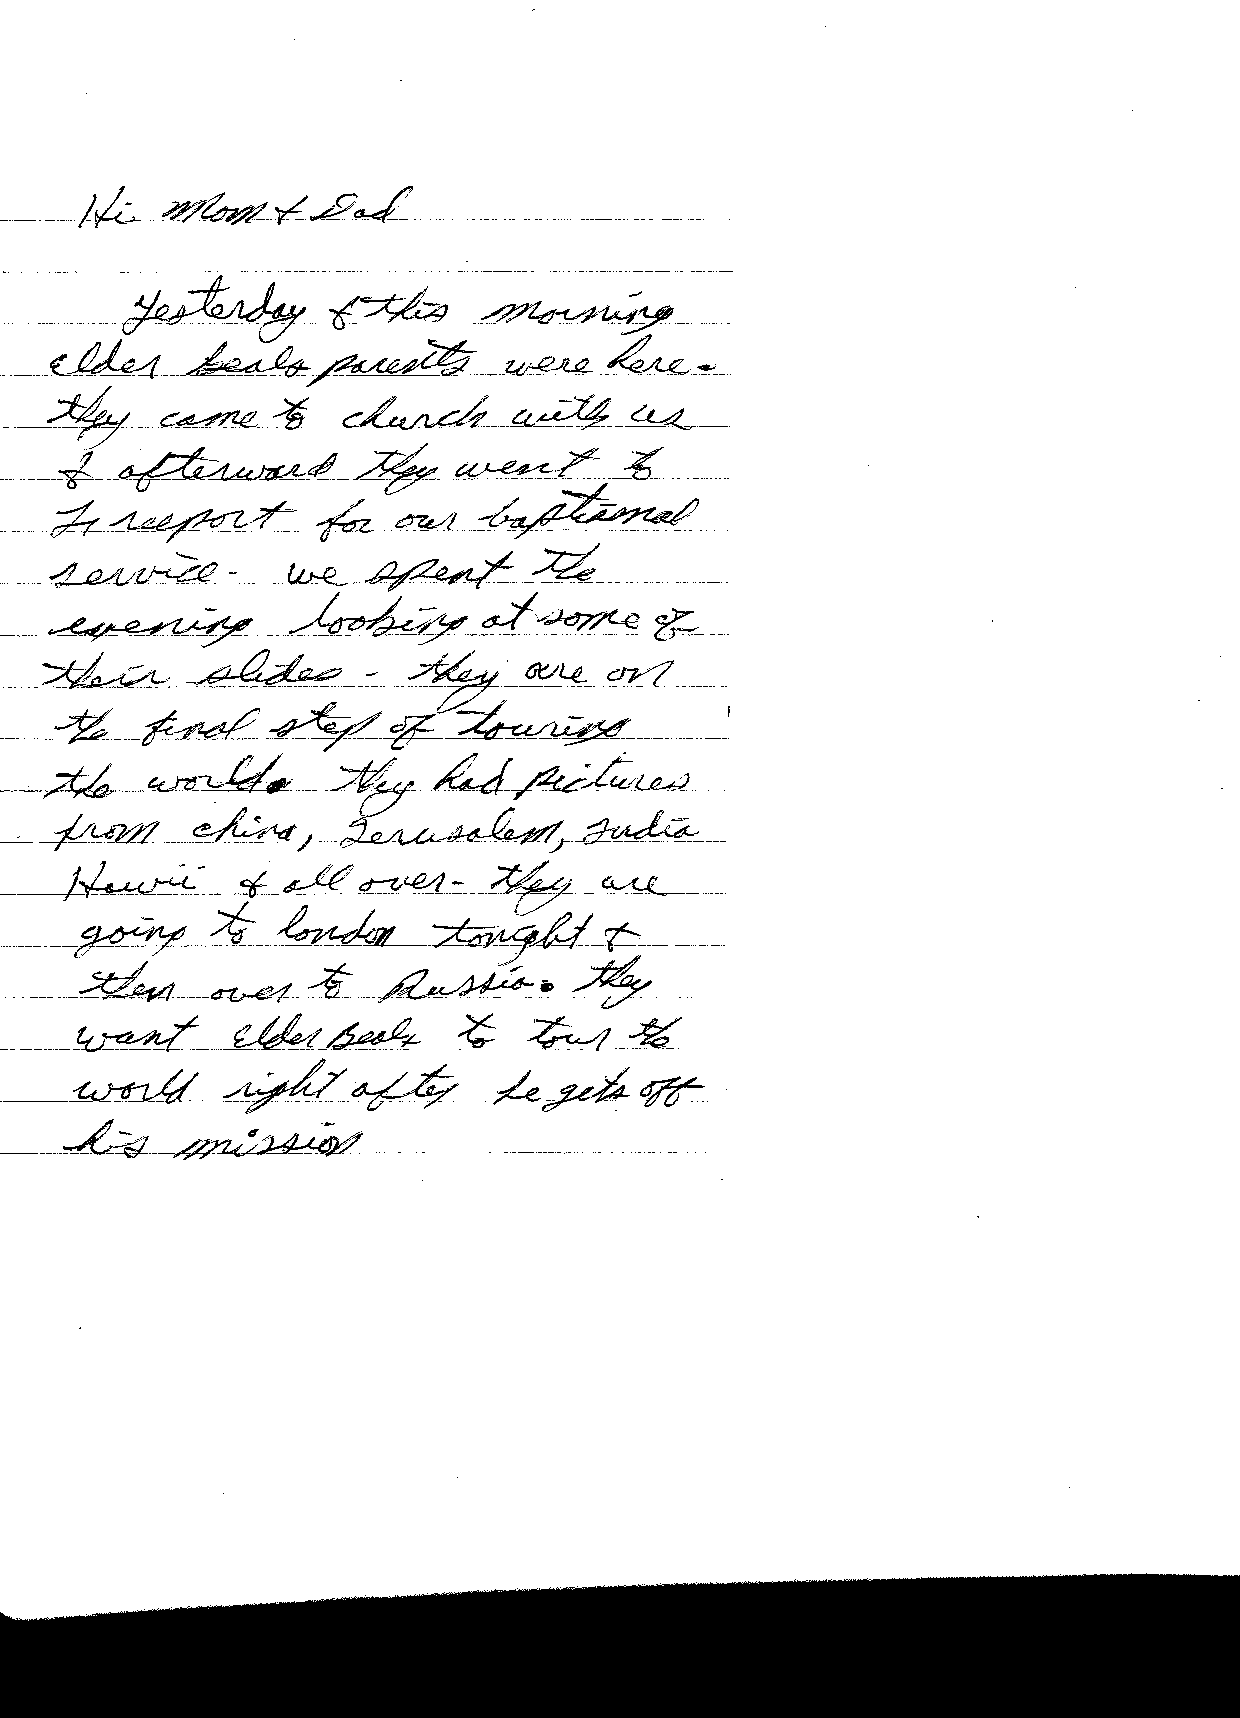 Hi Mom & Dad
Yesterday & this morning
elder beals parents were here.
they came to church with us
& afterward they went to
Freeport for our baptismal
service - we spent the
evening looking at some of
their slides - they are on
the final step of touring
the world. they had pictures
from china, Jerusalem, India
Hawii & all over - they are
going to london tonght &
then over to Russia. they
want elder Beals to tour the
world right after he gets off
his mission